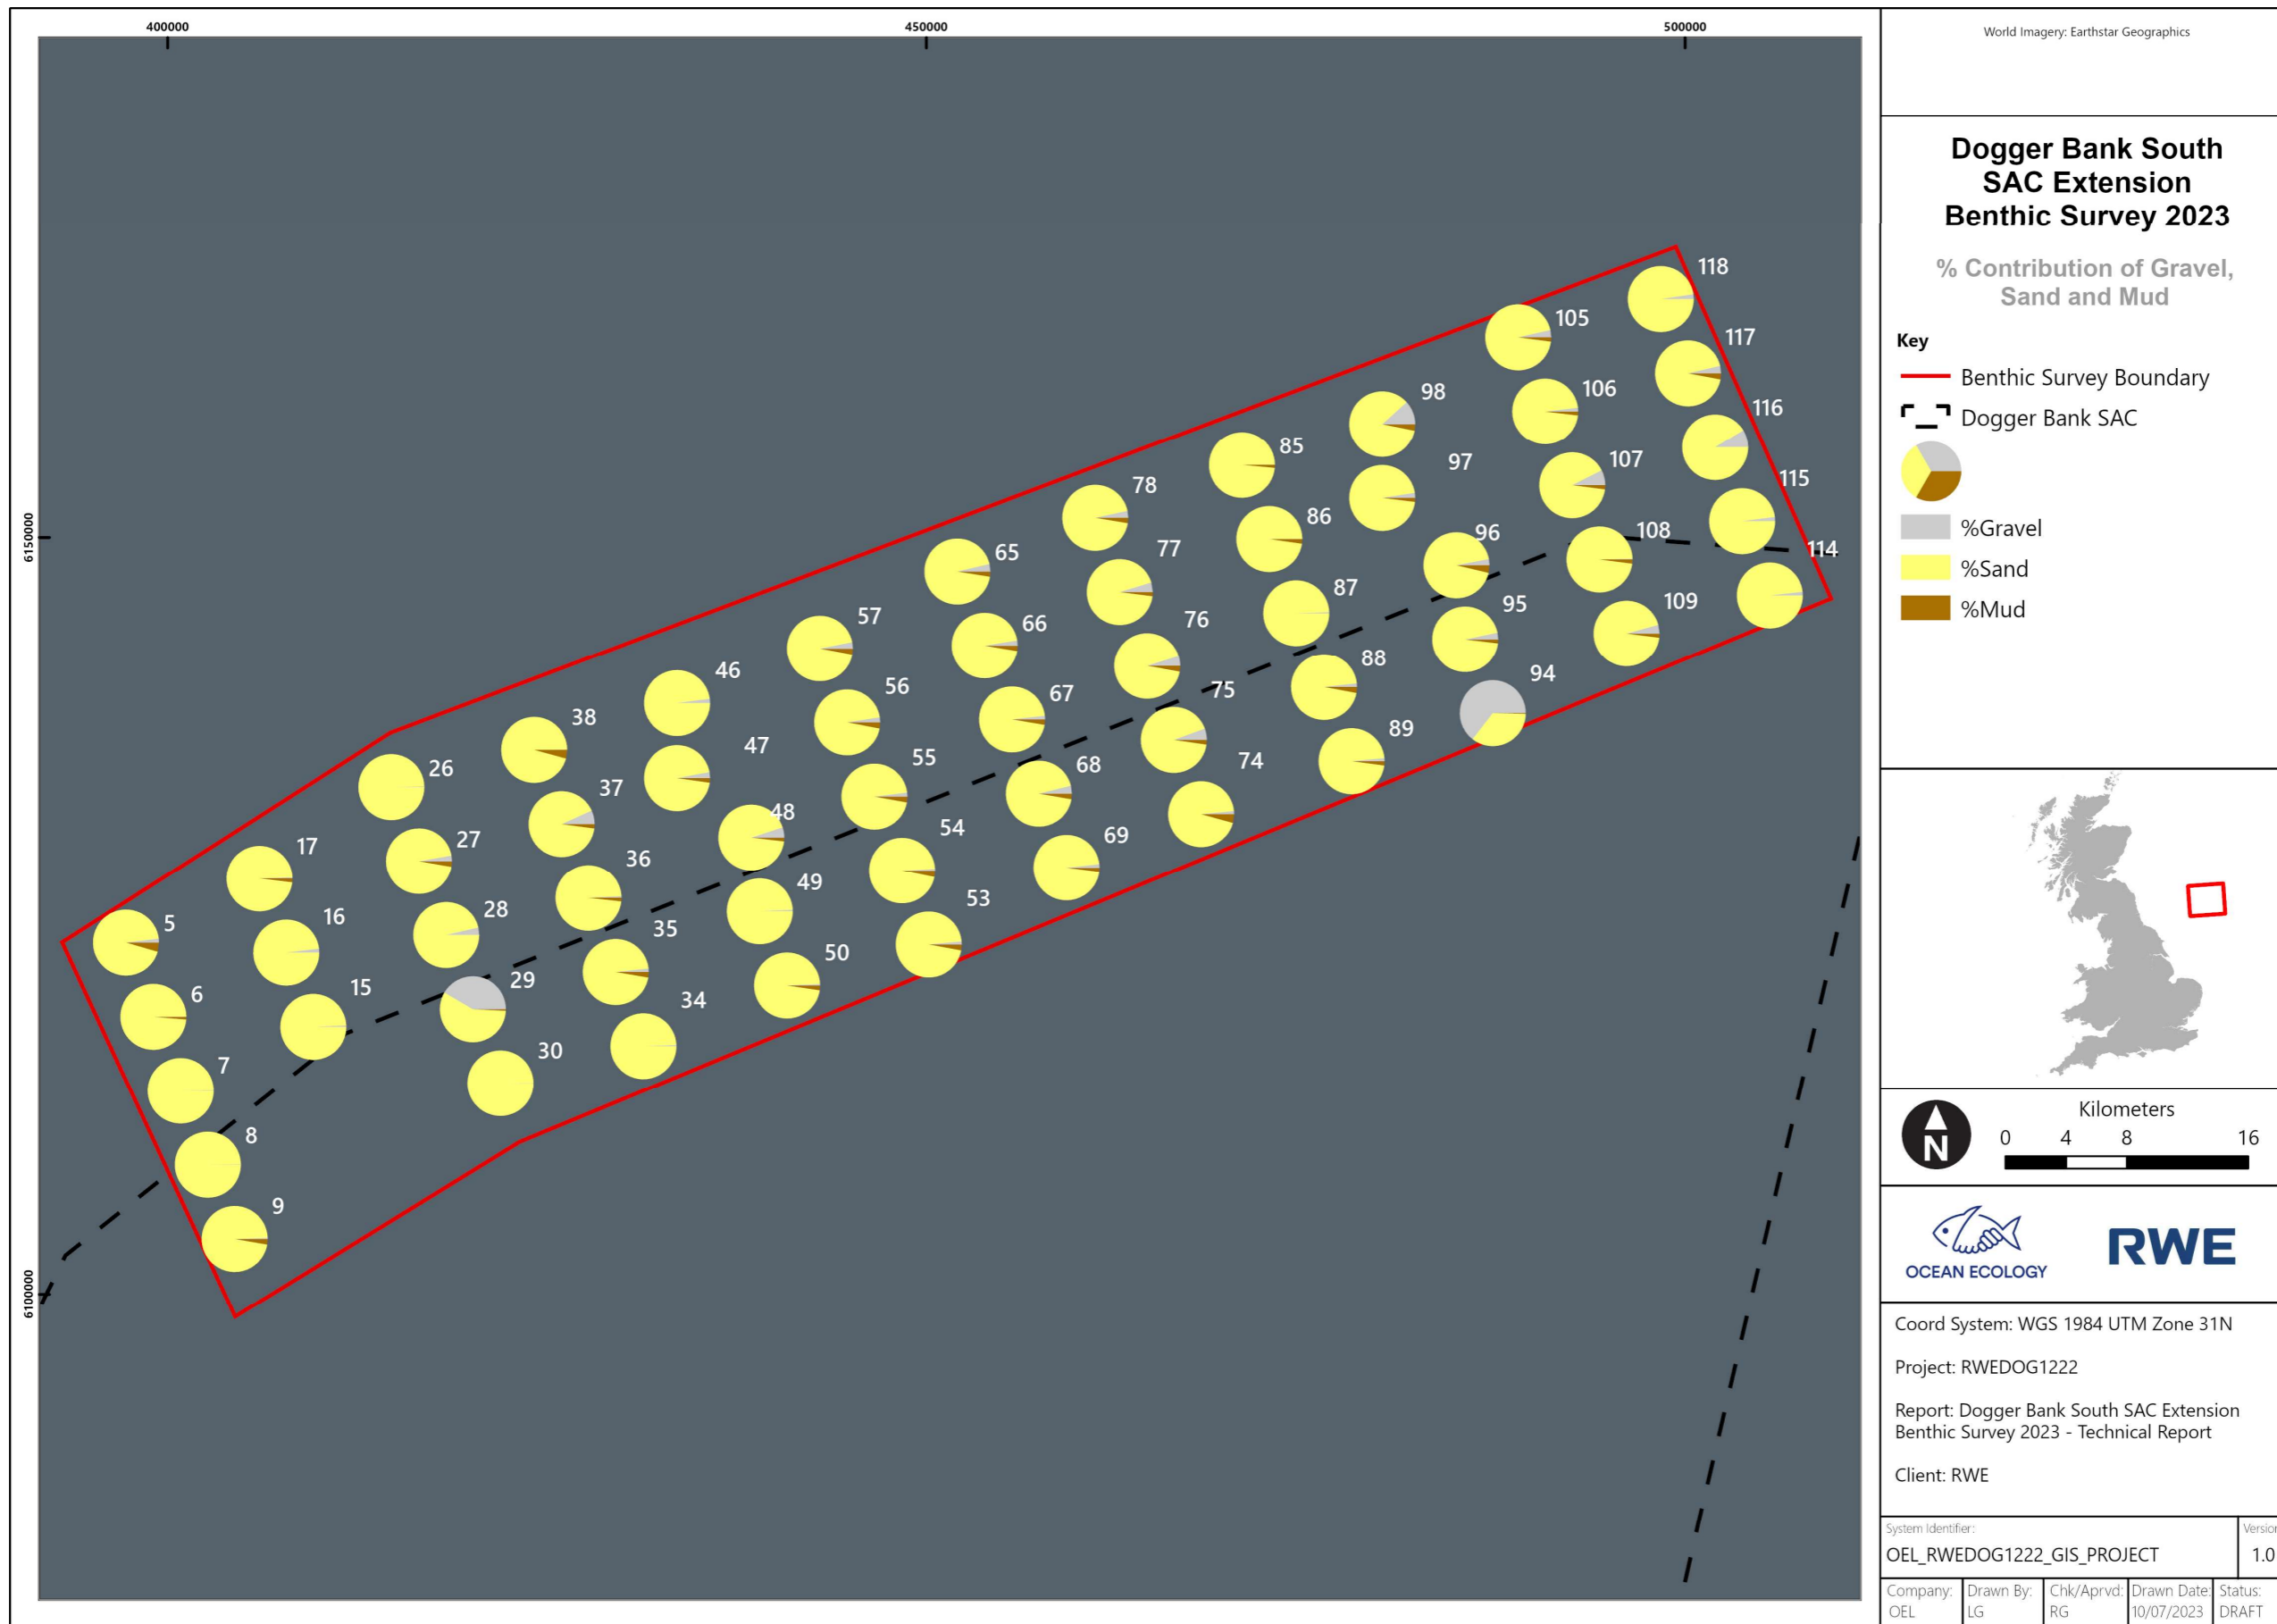 400000
450000
500000
6150000
6100000
118
105
117
98
106
116
85
97
107
78
115
86
96
108
65
77
114
87
57
66
76
95
109
46
88
56
67
75
94
38
47
55
68
74
89
26
37
48
54
27
36
69
17
49
53
28
35
5
16
50
29
34
6
15
30
7
8
9
World Imagery: Earthstar Geographics
Dogger Bank South
SAC Extension
Benthic Survey 2023
% Contribution of Gravel,
Sand and Mud
Key
Benthic Survey Boundary
Dogger Bank SAC
%Gravel
%Sand
%Mud
N
Kilometers
0 4 8 16
OCEAN ECOLOGY
RWE
Coord System: WGS 1984 UTM Zone 31N
Project: RWEDOG1222
Report: Dogger Bank South SAC Extension
Benthic Survey 2023 - Technical Report
Client: RWE
System Identifier: Version
OEL_RWEDOG1222_GIS_PROJECT 1.0
Company: Drawn By: Chk/Aprvd: Drawn Date: Status:
OEL LG RG 10/07/2023 DRAFT